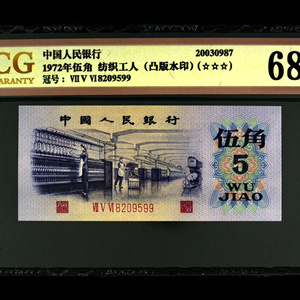 CG
WARRANTY
中国人民银行
20030987
1972年伍角 纺织工人 (凸版水印)(☆☆☆)
冠号: Ⅶ Ⅴ Ⅵ 8209599
68
中国人民银行
伍角
5
WU
JIAO
Ⅶ Ⅴ Ⅵ 8209599